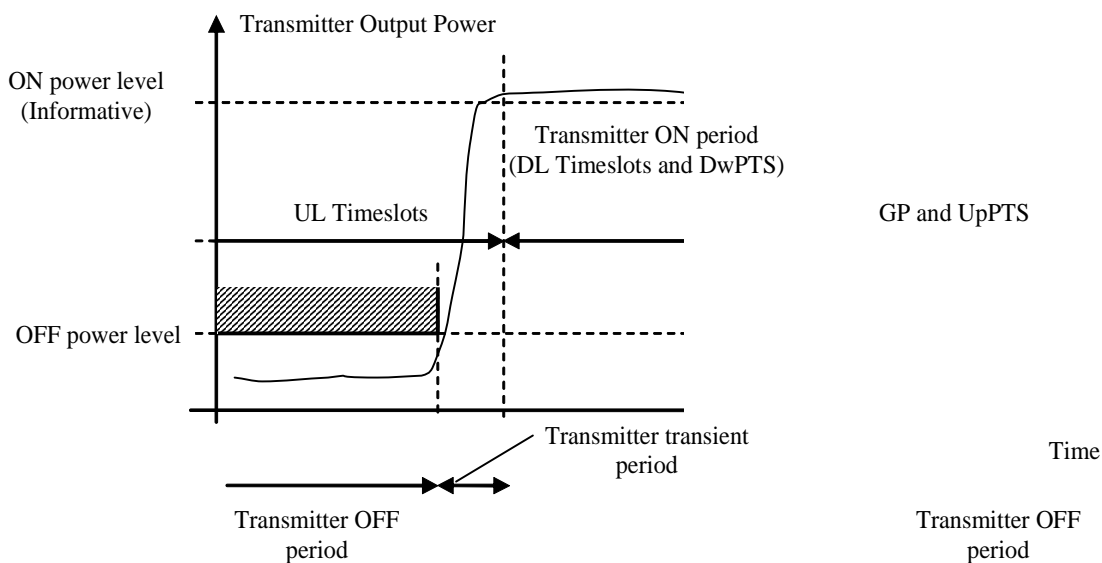 Transmitter Output Power
ON power level
(Informative)
Transmitter ON period
(DL Timeslots and DwPTS)
UL Timeslots
GP and UpPTS
OFF power level
Transmitter transient
period
Time
Transmitter OFF
period
Transmitter OFF
period